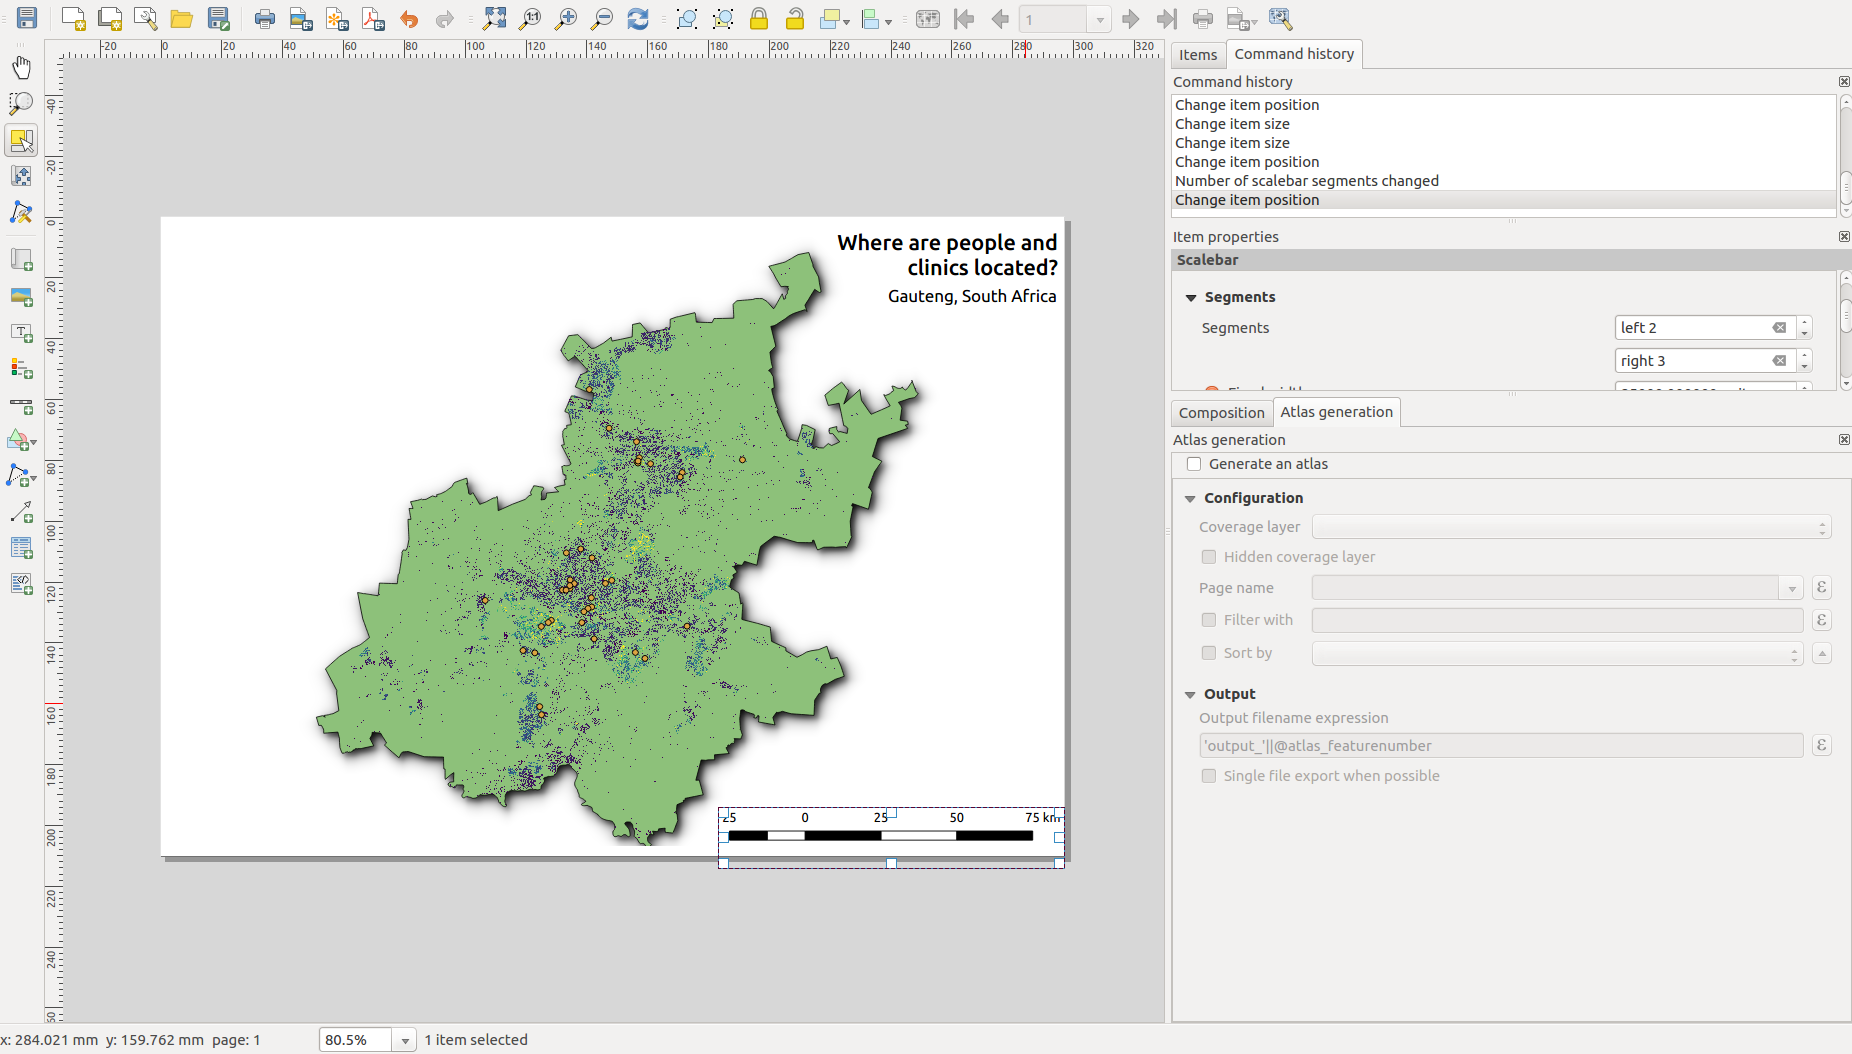 1
-20 0 20 40 60 80 100 120 140 160 180 200 220 240 260 280 300 320
Items
Command history
Command history
Change item position
Change item size
Change item size
Change item position
Number of scalebar segments changed
Change item position
Item properties
Scalebar
Segments
Segments
left 2
right 3
Composition
Atlas generation
Atlas generation
Generate an atlas
Configuration
Coverage layer
Hidden coverage layer
Page name
Filter with
Sort by
Output
Output filename expression
'output_'||@atlas_featurenumber
Single file export when possible
-40
-20
0
20
40
60
80
100
120
140
160
180
200
220
240
Where are people and
clinics located?
Gauteng, South Africa
25 0 25 50 75 km
x: 284.021 mm y: 159.762 mm page: 1
80.5%
1 item selected